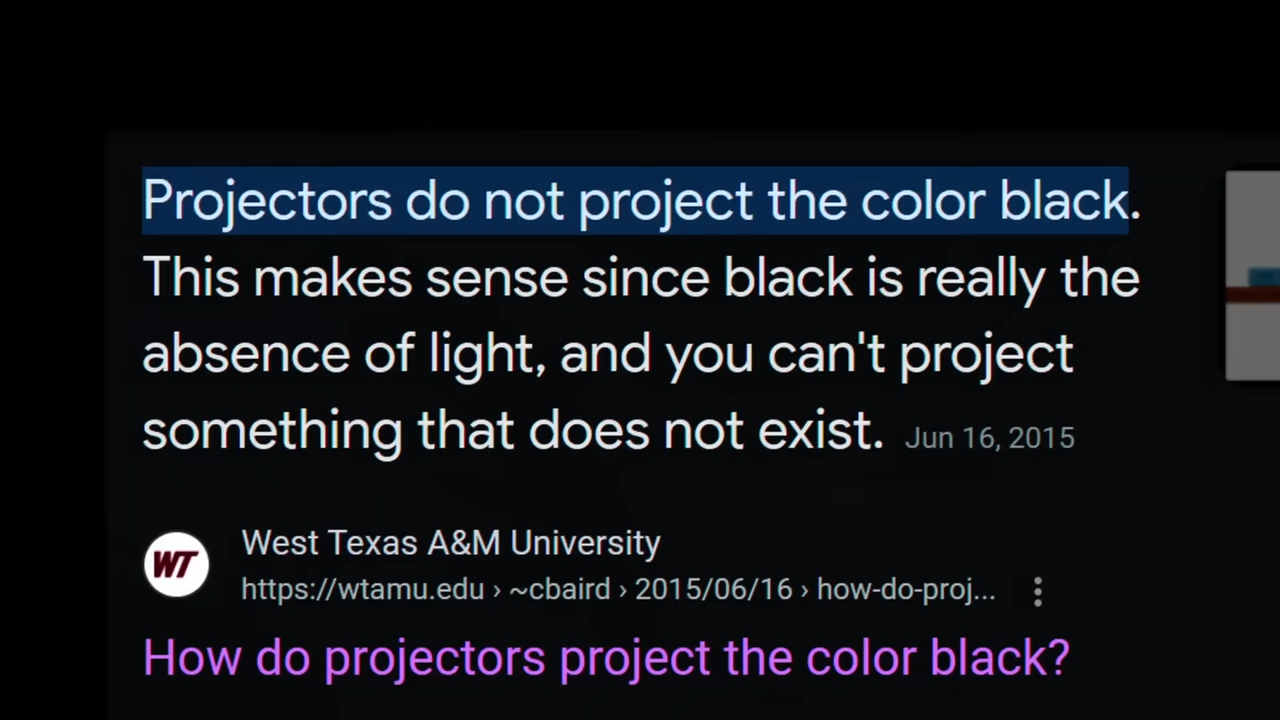 Projectors do not project the color black.
This makes sense since black is really the
absence of light, and you can't project
something that does not exist. Jun 16, 2015
WT
West Texas A&M University
https://wtamu.edu › ~cbaird › 2015/06/16 › how-do-proj...
How do projectors project the color black?